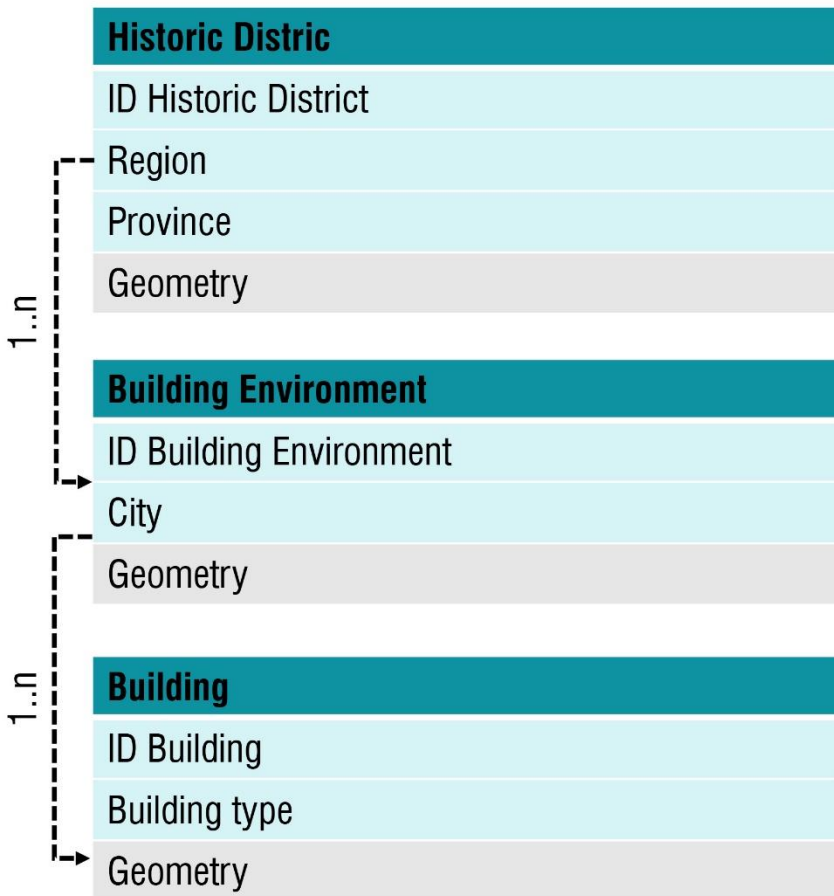 Historic Distric
ID Historic District
Region
Province
Geometry
1..n
Building Environment
ID Building Environment
City
Geometry
1..n
Building
ID Building
Building type
Geometry